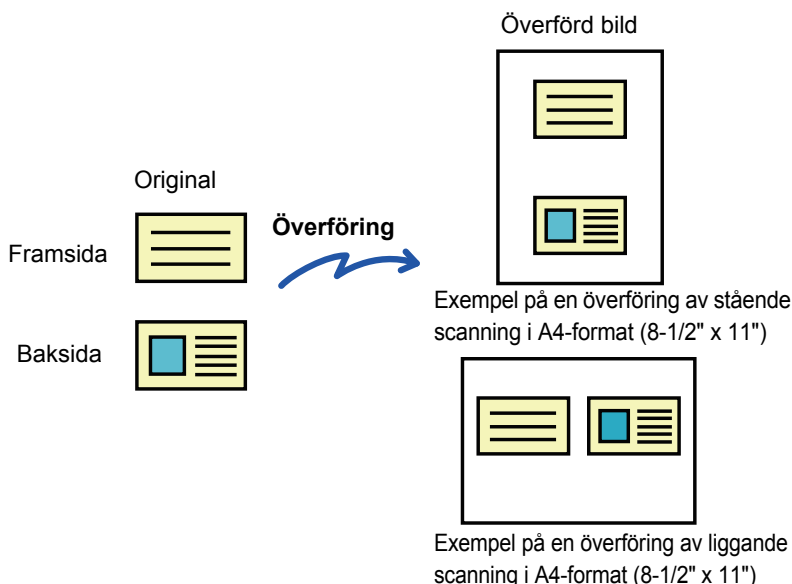 Överförd bild
Original
Framsida
Överföring
Baksida
Exempel på en överföring av stående
scanning i A4-format (8-1/2" x 11")
Exempel på en överföring av liggande
scanning i A4-format (8-1/2" x 11")